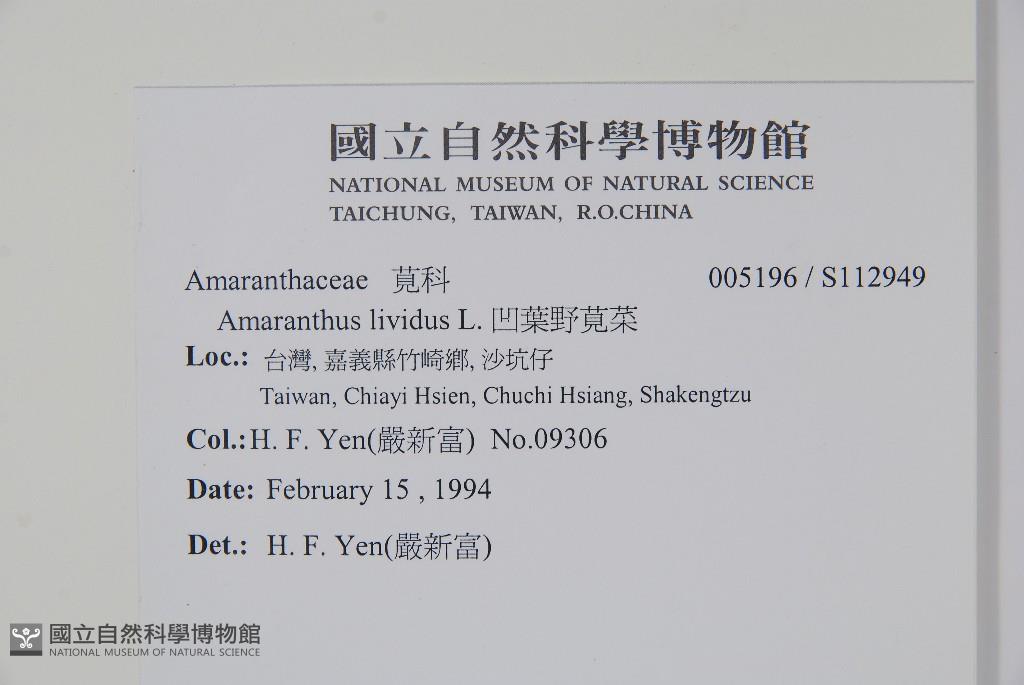 國立自然科學博物館
NATIONAL MUSEUM OF NATURAL SCIENCE
TAICHUNG, TAIWAN, R.O.CHINA
Amaranthaceae 莧科 005196 / S112949
Amaranthus lividus L. 凹葉野莧菜
Loc.: 台灣, 嘉義縣竹崎鄉, 沙坑仔
Taiwan, Chiayi Hsien, Chuchi Hsiang, Shakengtzu
Col.:H. F. Yen(嚴新富) No.09306
Date: February 15 , 1994
Det.: H. F. Yen(嚴新富)
國立自然科學博物館
NATIONAL MUSEUM OF NATURAL SCIENCE